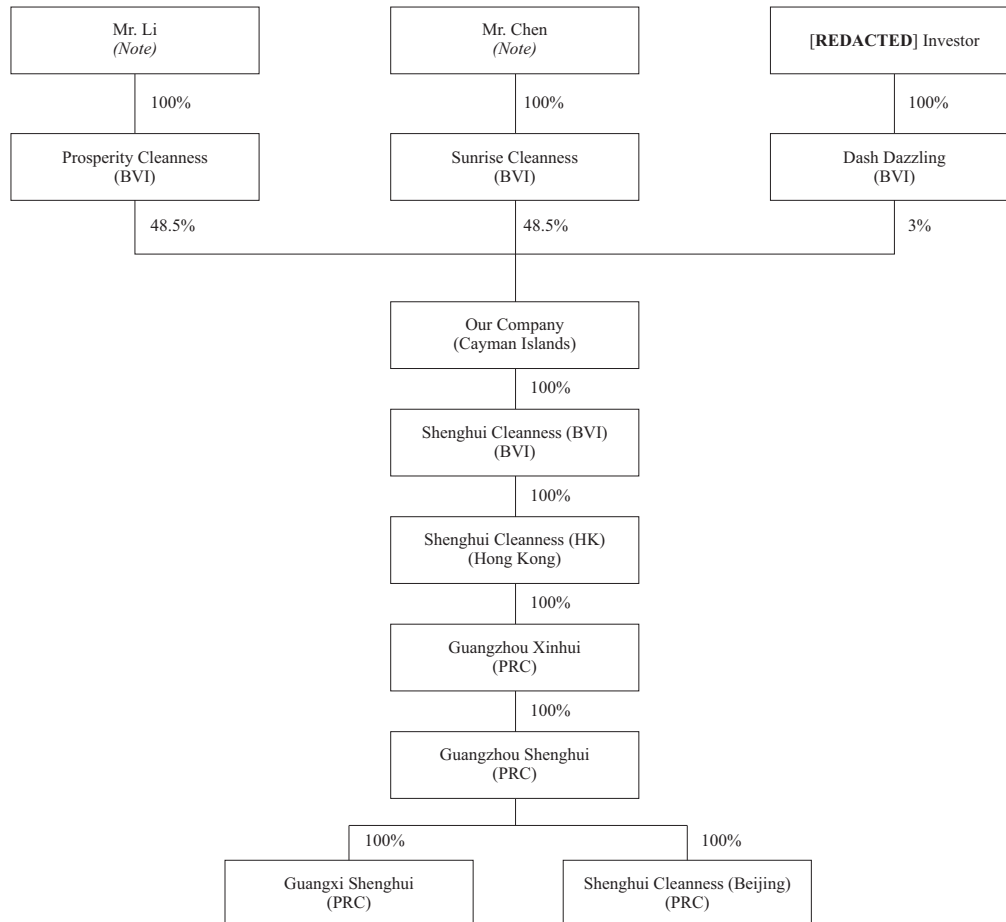 Mr. Li
(Note)
Mr. Chen
(Note)
[REDACTED] Investor
100%
100%
100%
Prosperity Cleanness
(BVI)
Sunrise Cleanness
(BVI)
Dash Dazzling
(BVI)
48.5%
48.5%
3%
Our Company
(Cayman Islands)
100%
Shenghui Cleanness (BVI)
(BVI)
100%
Shenghui Cleanness (HK)
(Hong Kong)
100%
Guangzhou Xinhui
(PRC)
100%
Guangzhou Shenghui
(PRC)
100%
100%
Guangxi Shenghui
(PRC)
Shenghui Cleanness (Beijing)
(PRC)